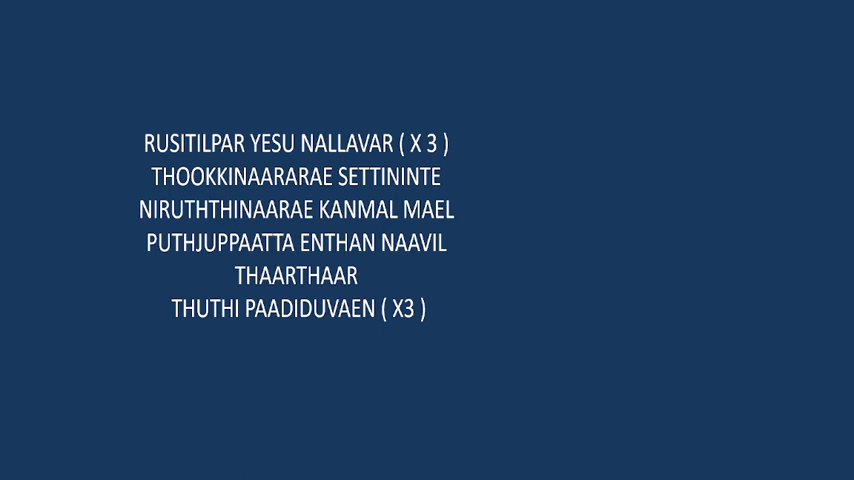 RUSITILPAR YESU NALLAVAR ( X 3 )
THOOKKINAARARAE SETTININTE
NIRUTHTHINAARAE KANMAL MAEL
PUTHJUPPAATTA ENTHAN NAAVIL
THAARTHAAR
THUTHI PAADIDUVAEN ( X3 )